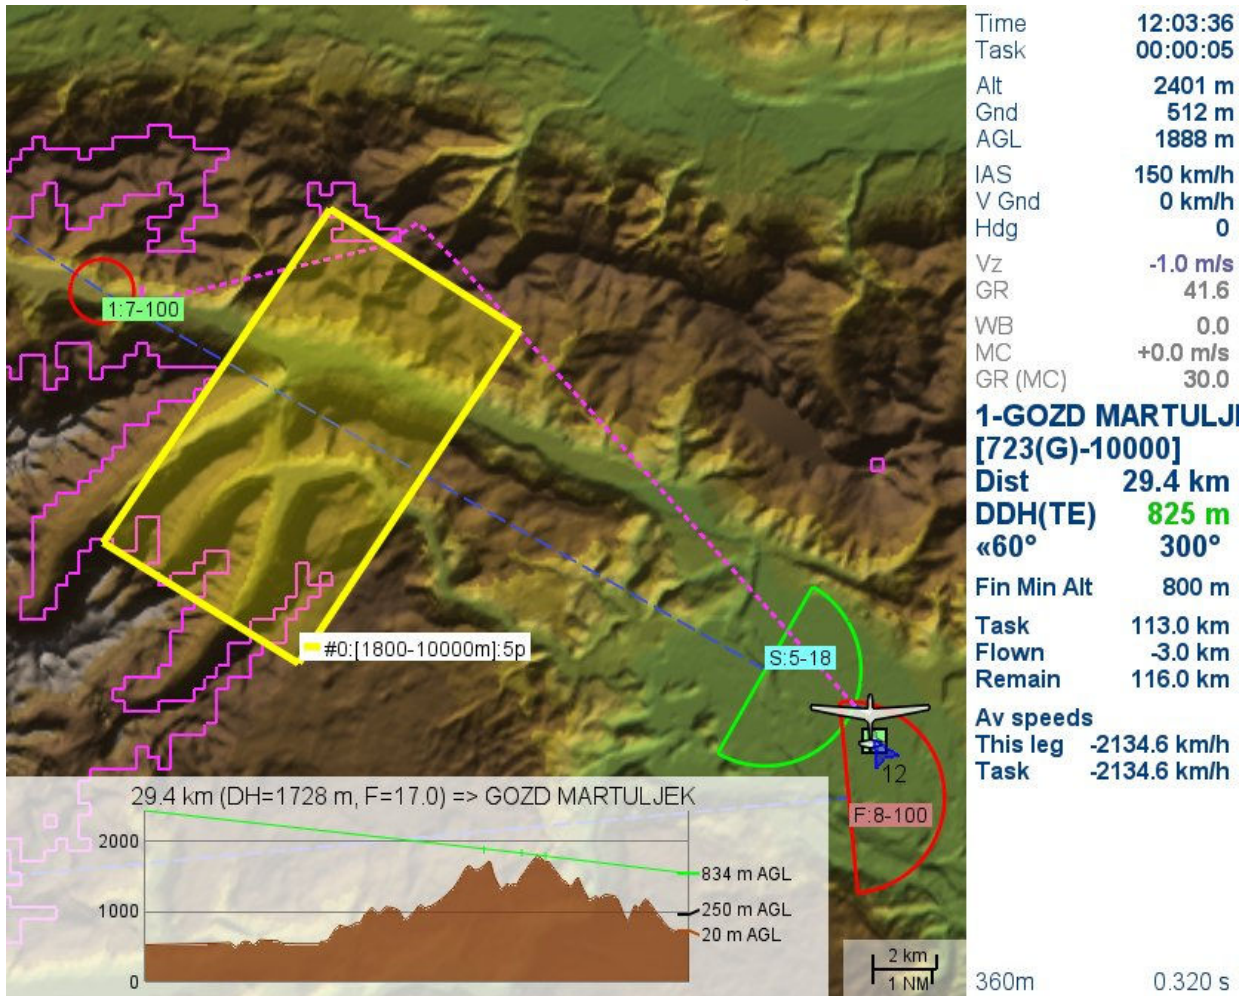 Time 12:03:36
Task 00:00:05
Alt 2401 m
Gnd 512 m
AGL 1888 m
IAS 150 km/h
V Gnd 0 km/h
Hdg 0
Vz -1.0 m/s
GR 41.6
WB 0.0
MC +0.0 m/s
GR (MC) 30.0
1-GOZD MARTULJ
[723(G)-10000]
Dist 29.4 km
DDH(TE) 825 m
«60° 300°
Fin Min Alt 800 m
Task 113.0 km
Flown -3.0 km
Remain 116.0 km
Av speeds
This leg -2134.6 km/h
Task -2134.6 km/h
360m 0.320 s
1:7-100
#0:[1800-10000m]:5p
S:5-18
12
F:8-100
29.4 km (DH=1728 m, F=17.0) => GOZD MARTULJEK
2000
1000
0
834 m AGL
250 m AGL
20 m AGL
2 km
1 NM